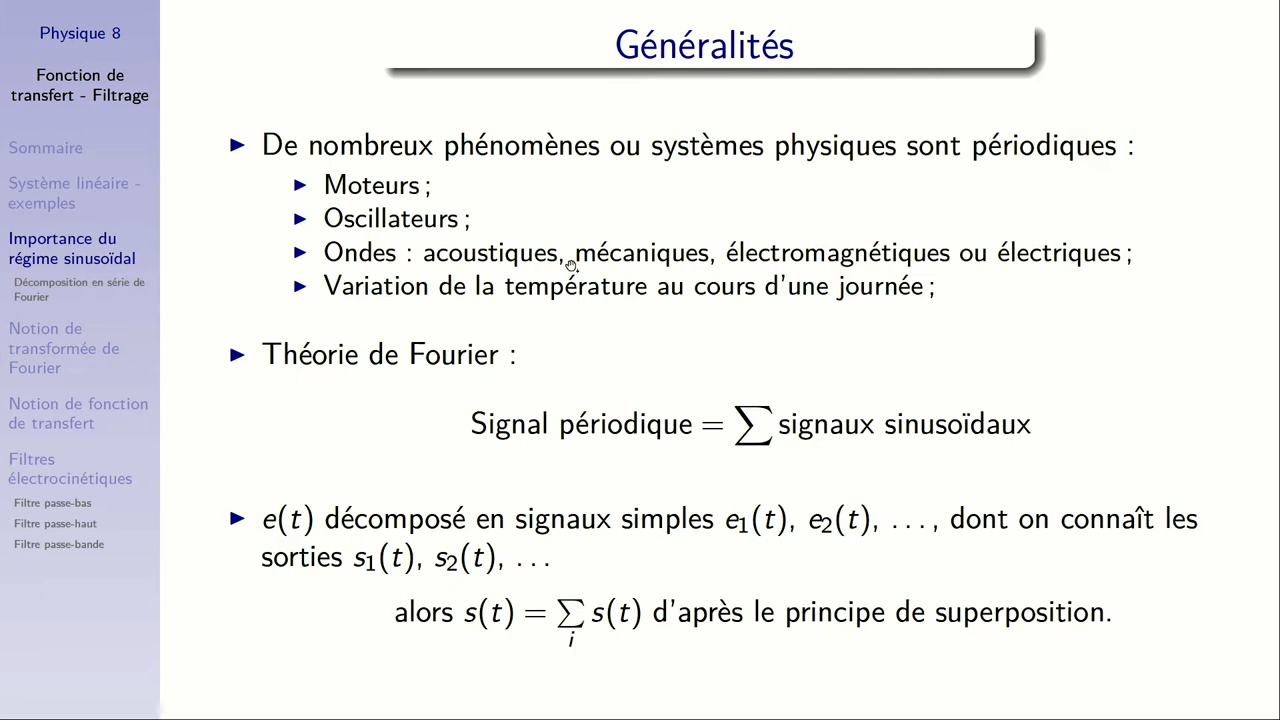 Physique 8
Fonction de
transfert - Filtrage
Sommaire
Système linéaire -
exemples
Importance du
régime sinusoïdal
Décomposition en série de
Fourier
Notion de
transformée de
Fourier
Notion de fonction
de transfert
Filtres
électrocinétiques
Filtre passe-bas
Filtre passe-haut
Filtre passe-bande
Généralités
De nombreux phénomènes ou systèmes physiques sont périodiques :
Moteurs ;
Oscillateurs ;
Ondes : acoustiques, mécaniques, électromagnétiques ou électriques ;
Variation de la température au cours d'une journée ;
Théorie de Fourier :
Signal périodique = ∑ signaux sinusoïdaux
e(t) décomposé en signaux simples e₁(t), e₂(t), ..., dont on connaît les
sorties s₁(t), s₂(t), ...
alors s(t) = ∑ s(t) d'après le principe de superposition.
i